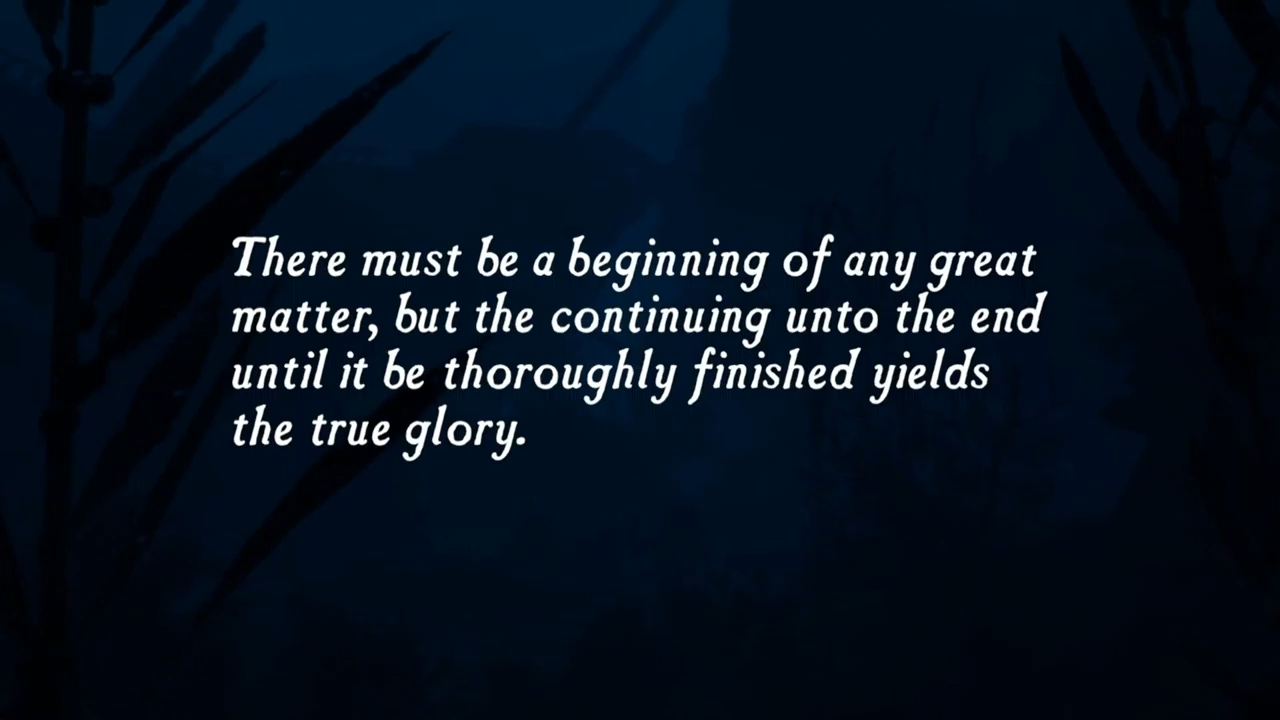 There must be a beginning of any great
matter, but the continuing unto the end
until it be thoroughly finished yields
the true glory.